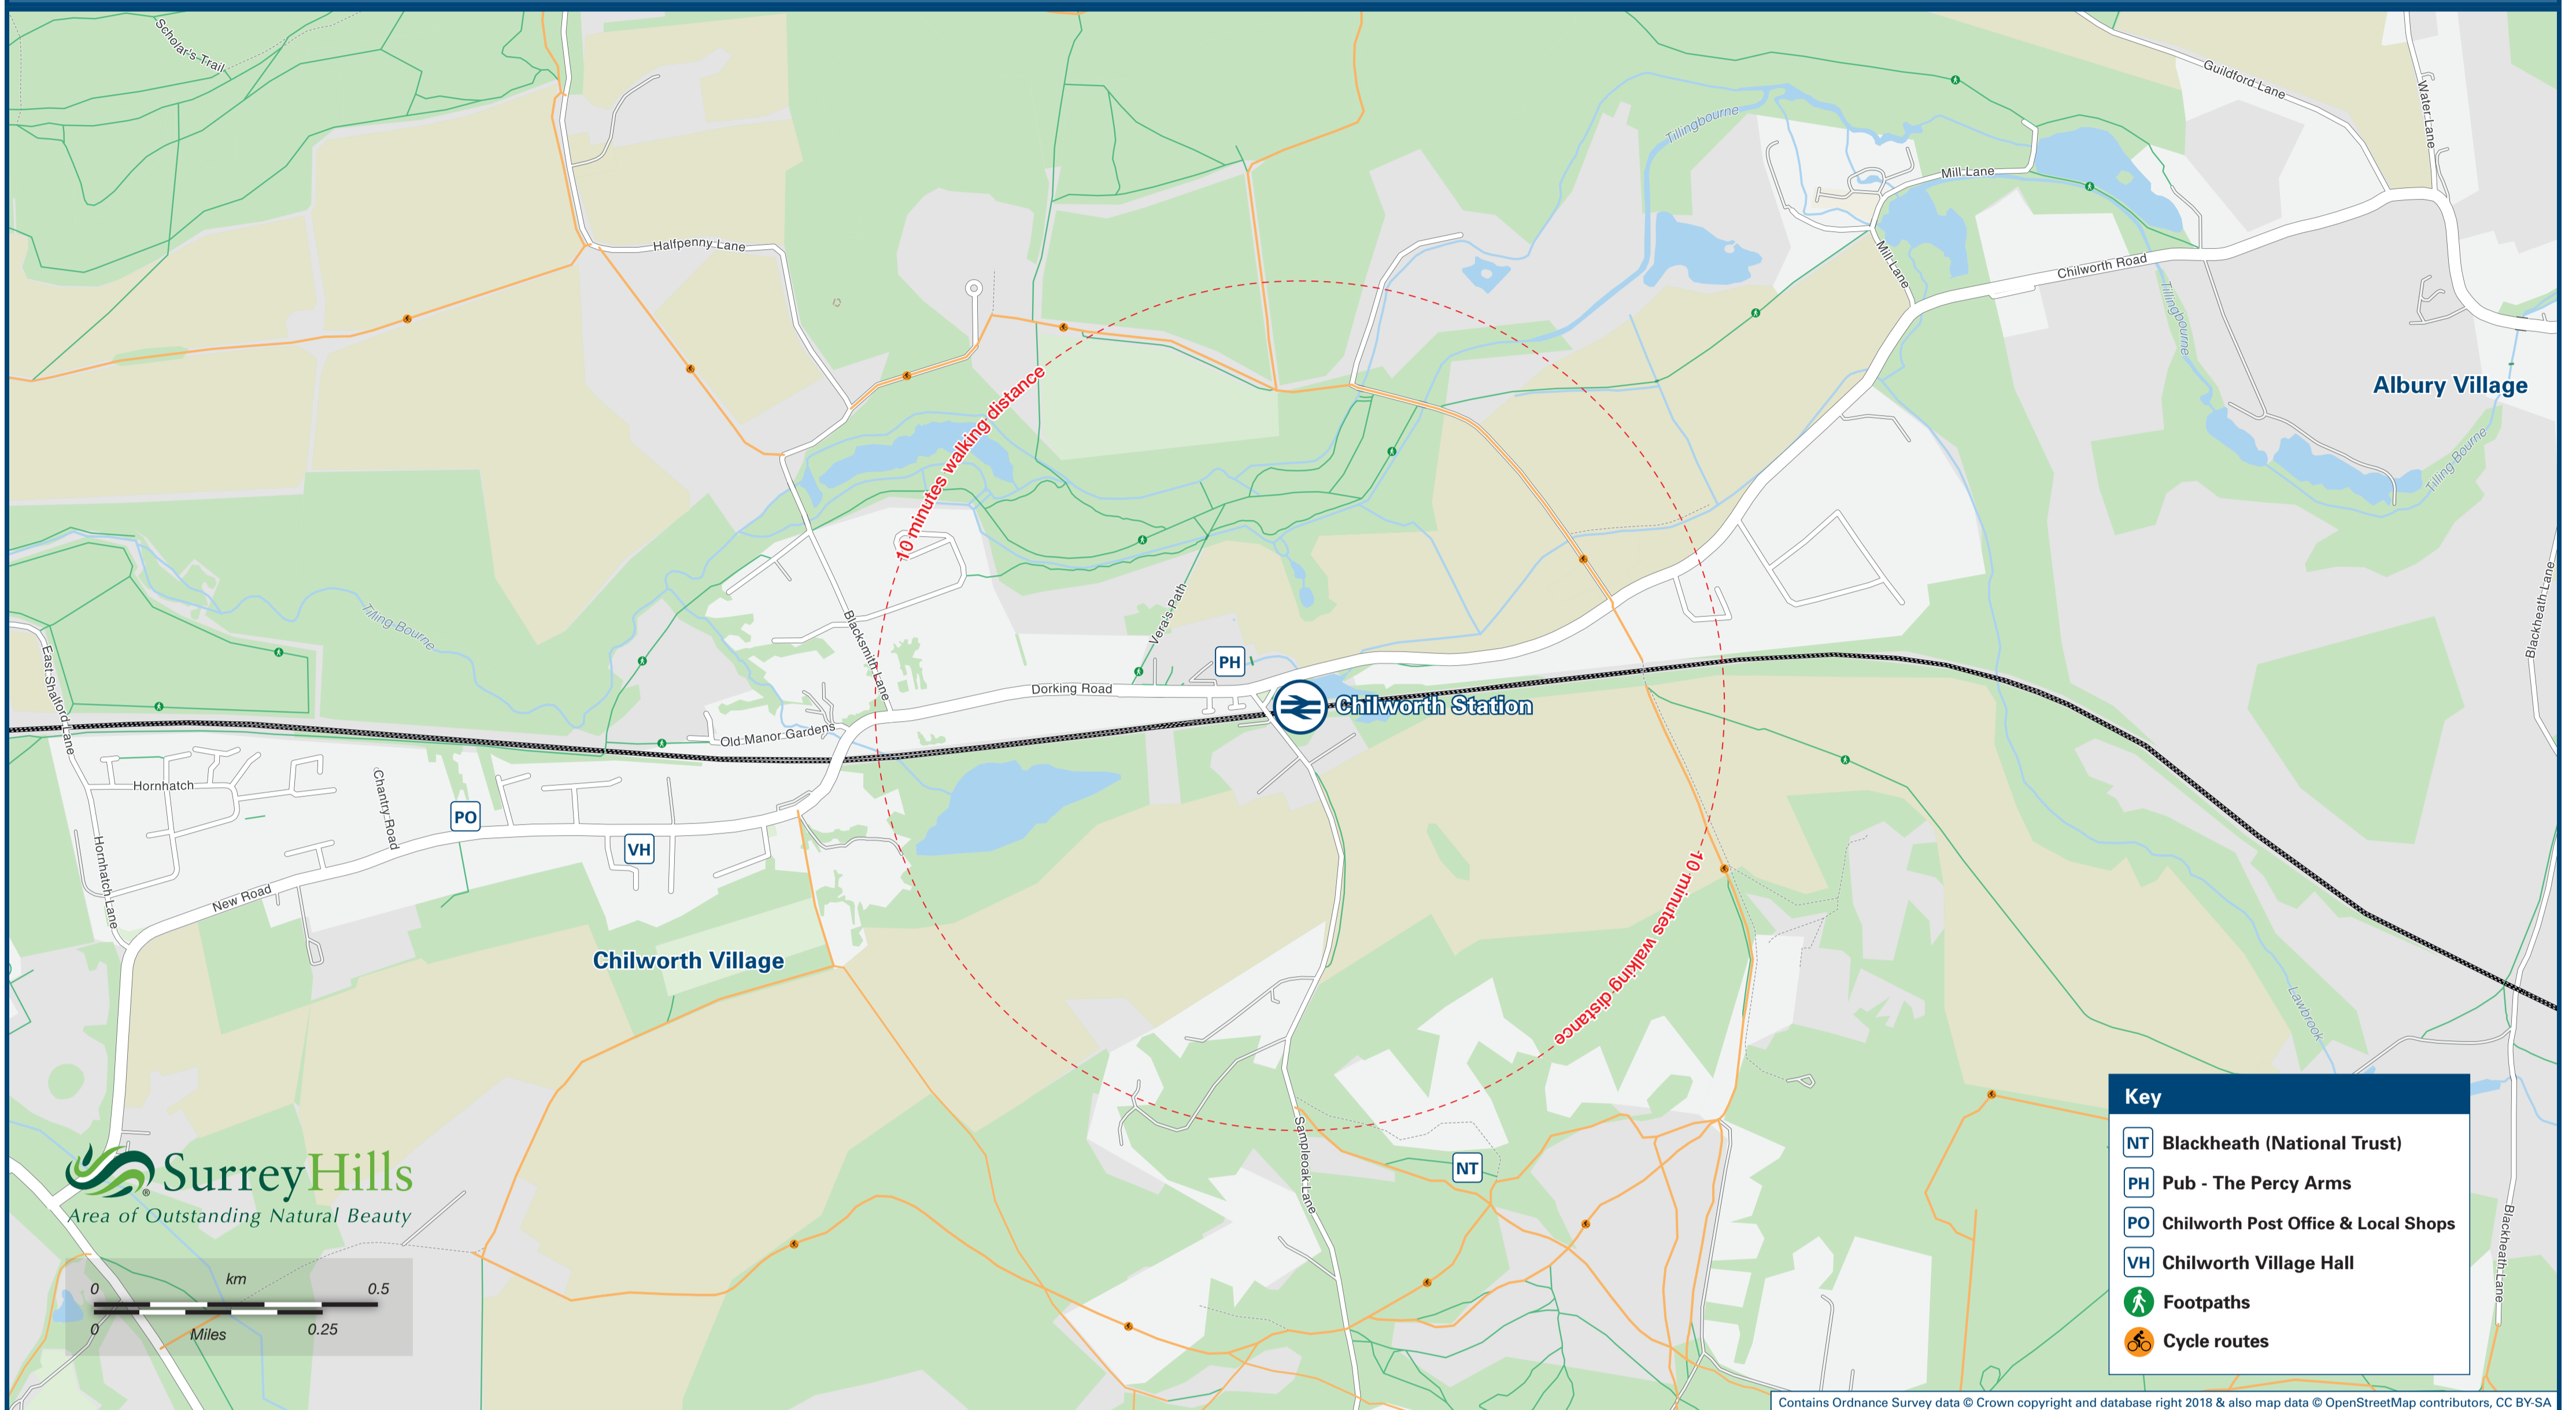 Scholar's Trail
Guildford Lane
Water Lane
Tillingbourne
Mill Lane
Halfpenny Lane
Mill Lane
Chilworth Road
Tillingbourne
Albury Village
10 minutes walking distance
Tilling Bourne
Tilling Bourne
Vera's Path
Blacksmith Lane
Blackheath Lane
East Shalford Lane
PH
Dorking Road
Chilworth Station
Old Manor Gardens
Hornhatch
Chantry Road
PO
VH
Hornhatch Lane
New Road
10 minutes walking distance
Chilworth Village
Lawbrook
Sampleoak Lane
NT
Blackheath Lane
SurreyHills
®
Area of Outstanding Natural Beauty
km
0 0.5
0 0.25
Miles
Key
NT Blackheath (National Trust)
PH Pub - The Percy Arms
PO Chilworth Post Office & Local Shops
VH Chilworth Village Hall
Footpaths
Cycle routes
Contains Ordnance Survey data © Crown copyright and database right 2018 & also map data © OpenStreetMap contributors, CC BY-SA